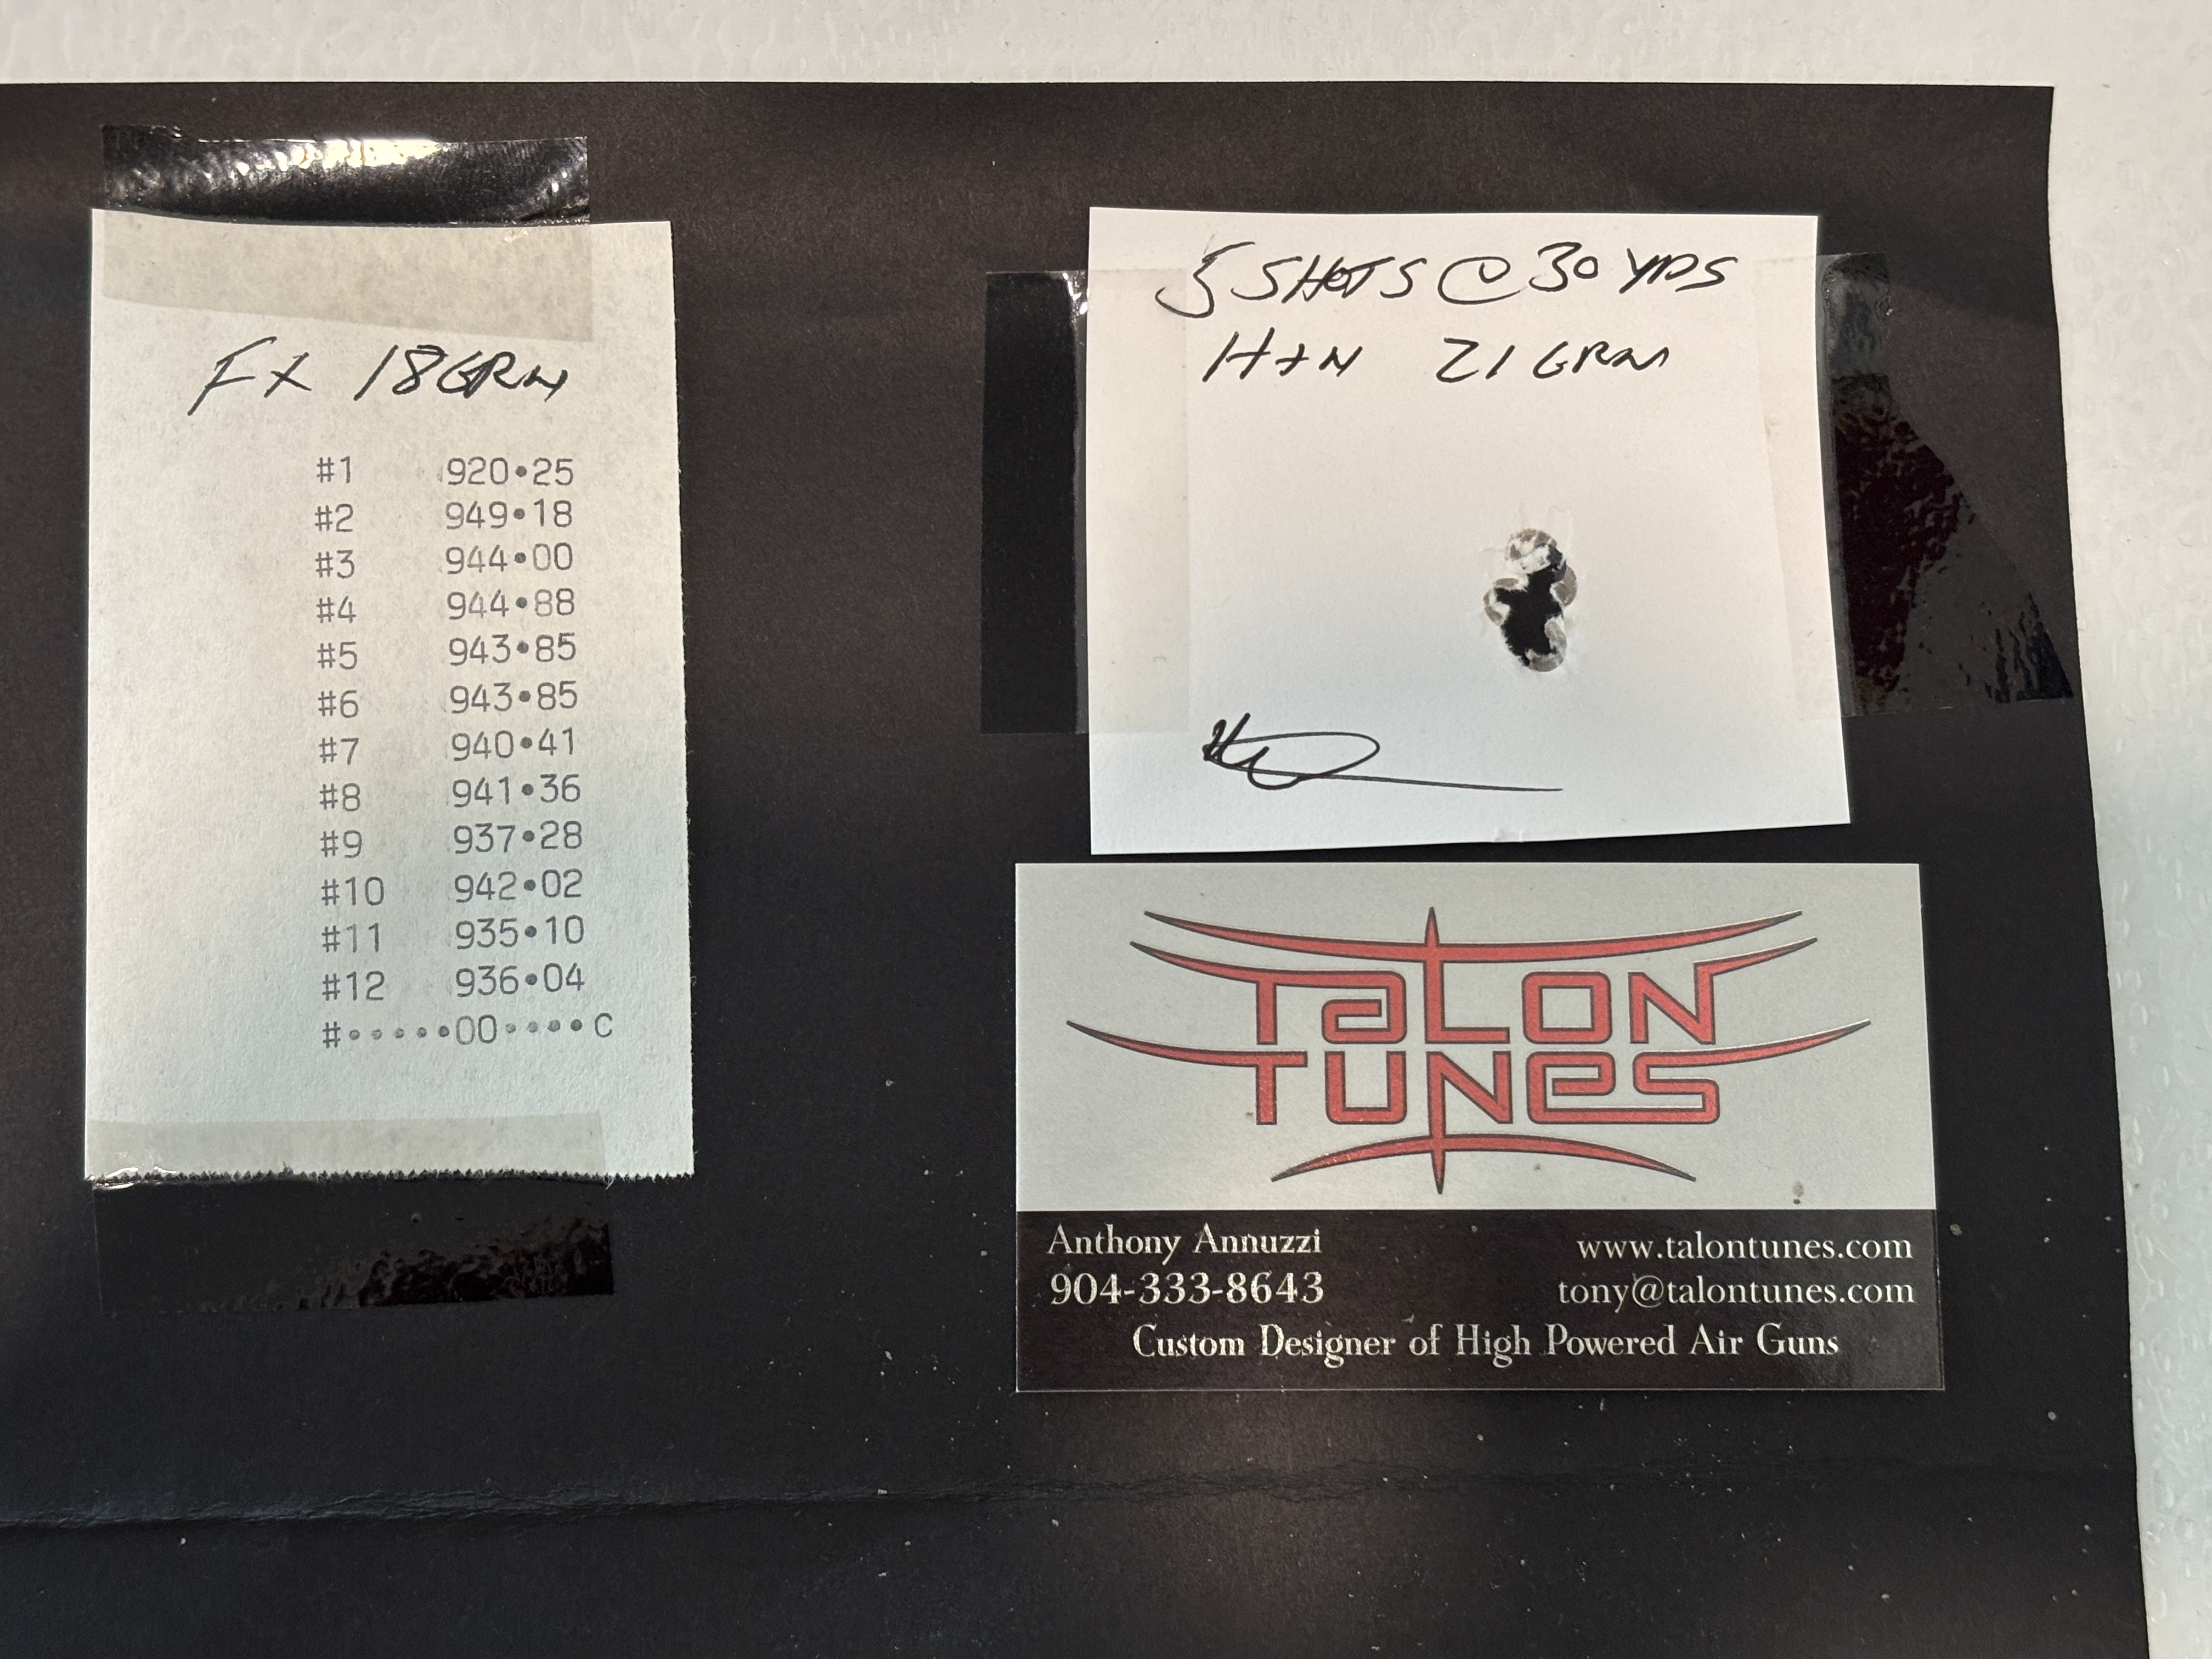 FX 18GRN
#1 920.25
#2 949.18
#3 944.00
#4 944.88
#5 943.85
#6 943.85
#7 940.41
#8 941.36
#9 937.28
#10 942.02
#11 935.10
#12 936.04
#.....00....C
5 SHOTS @ 30 YDS
H+N 21 GRN
TALON
TUNES
Anthony Annuzzi
904-333-8643
www.talontunes.com
tony@talontunes.com
Custom Designer of High Powered Air Guns